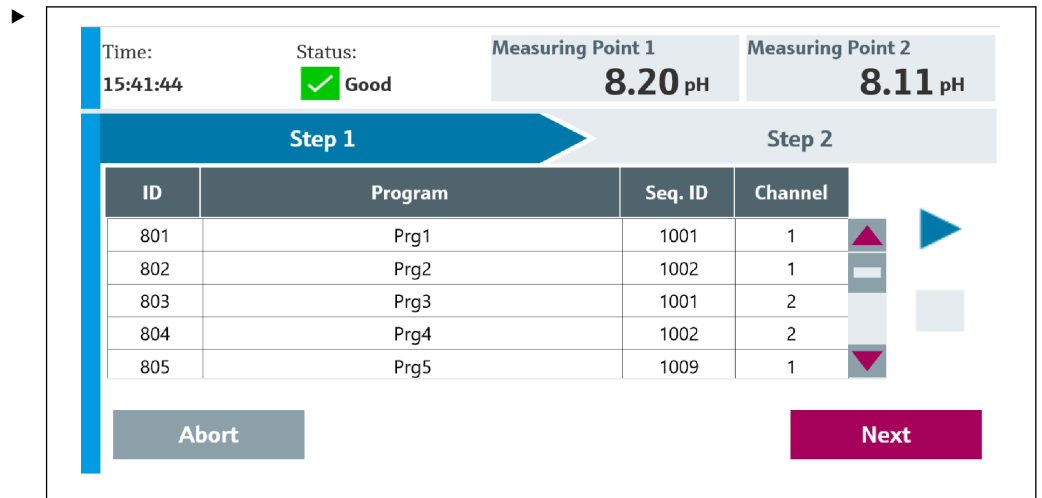 Time: Status: Measuring Point 1 Measuring Point 2
15:41:44 Good 8.20 pH 8.11 pH
Step 1 Step 2
ID Program Seq. ID Channel
801 Prg1 1001 1
802 Prg2 1002 1
803 Prg3 1001 2
804 Prg4 1002 2
805 Prg5 1009 1
Abort Next